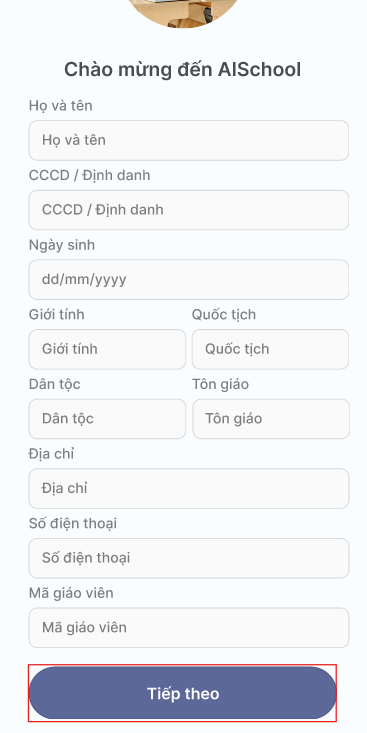 Chào mừng đến AISchool
Họ và tên
Họ và tên
CCCD / Định danh
CCCD / Định danh
Ngày sinh
dd/mm/yyyy
Giới tính Quốc tịch
Giới tính Quốc tịch
Dân tộc Tôn giáo
Dân tộc Tôn giáo
Địa chỉ
Địa chỉ
Số điện thoại
Số điện thoại
Mã giáo viên
Mã giáo viên
Tiếp theo